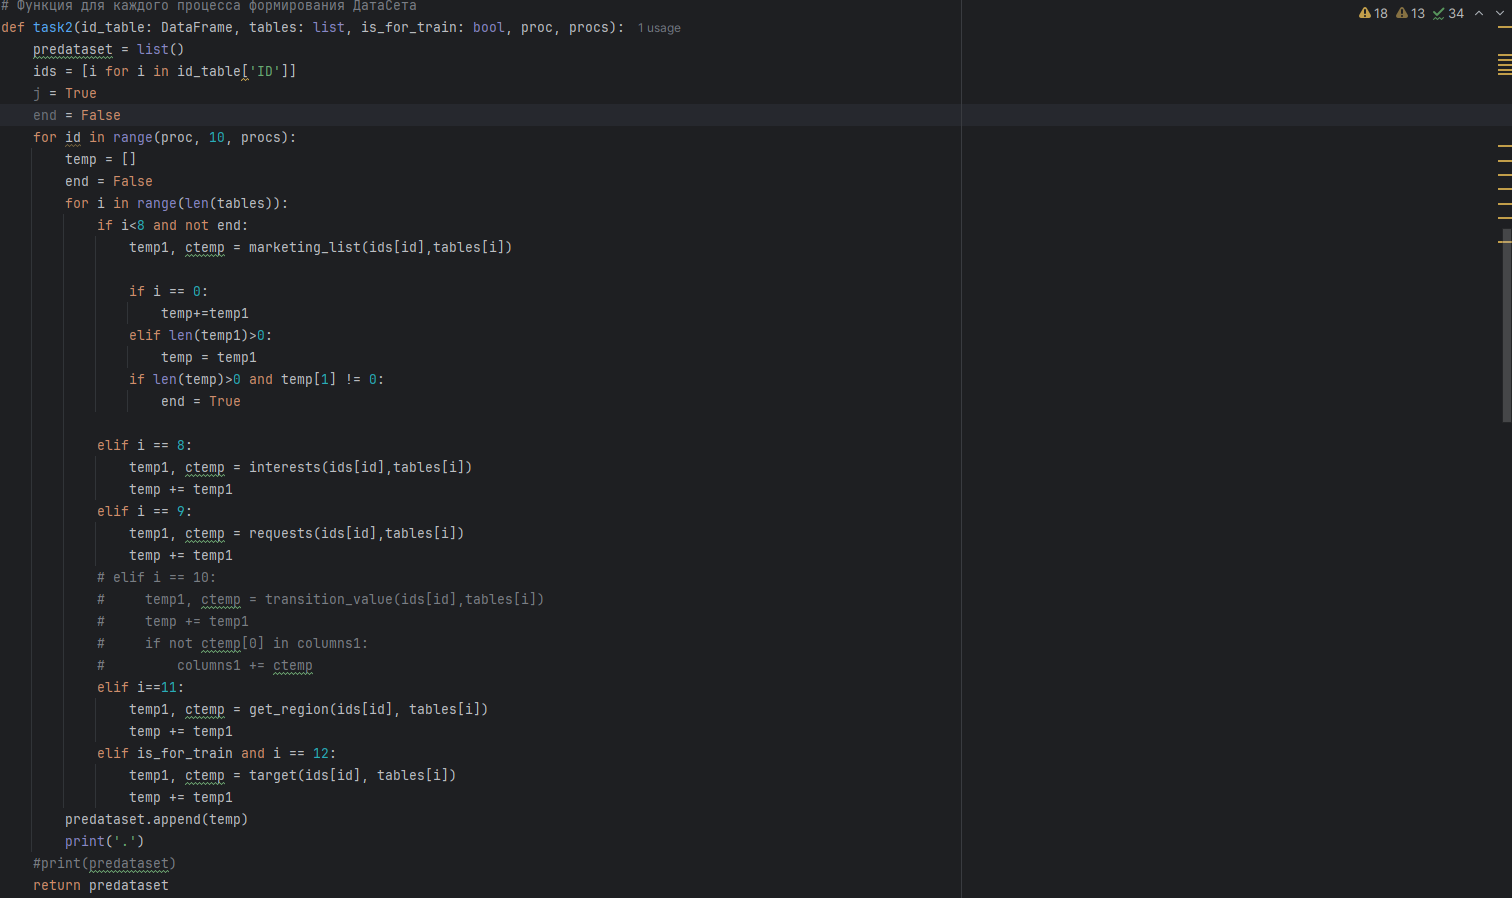 # Функция для каждого процесса формирования ДатаСета
def task2(id_table: DataFrame, tables: list, is_for_train: bool, proc, procs):  1 usage
18 13 34
    predataset = list()
    ids = [i for i in id_table['ID']]
    j = True
    end = False
    for id in range(proc, 10, procs):
        temp = []
        end = False
        for i in range(len(tables)):
            if i<8 and not end:
                temp1, ctemp = marketing_list(ids[id],tables[i])

                if i == 0:
                    temp+=temp1
                elif len(temp1)>0:
                    temp = temp1
                if len(temp)>0 and temp[1] != 0:
                    end = True

            elif i == 8:
                temp1, ctemp = interests(ids[id],tables[i])
                temp += temp1
            elif i == 9:
                temp1, ctemp = requests(ids[id],tables[i])
                temp += temp1
            # elif i == 10:
            #     temp1, ctemp = transition_value(ids[id],tables[i])
            #     temp += temp1
            #     if not ctemp[0] in columns1:
            #         columns1 += ctemp
            elif i==11:
                temp1, ctemp = get_region(ids[id], tables[i])
                temp += temp1
            elif is_for_train and i == 12:
                temp1, ctemp = target(ids[id], tables[i])
                temp += temp1
        predataset.append(temp)
        print('.')
    #print(predataset)
    return predataset